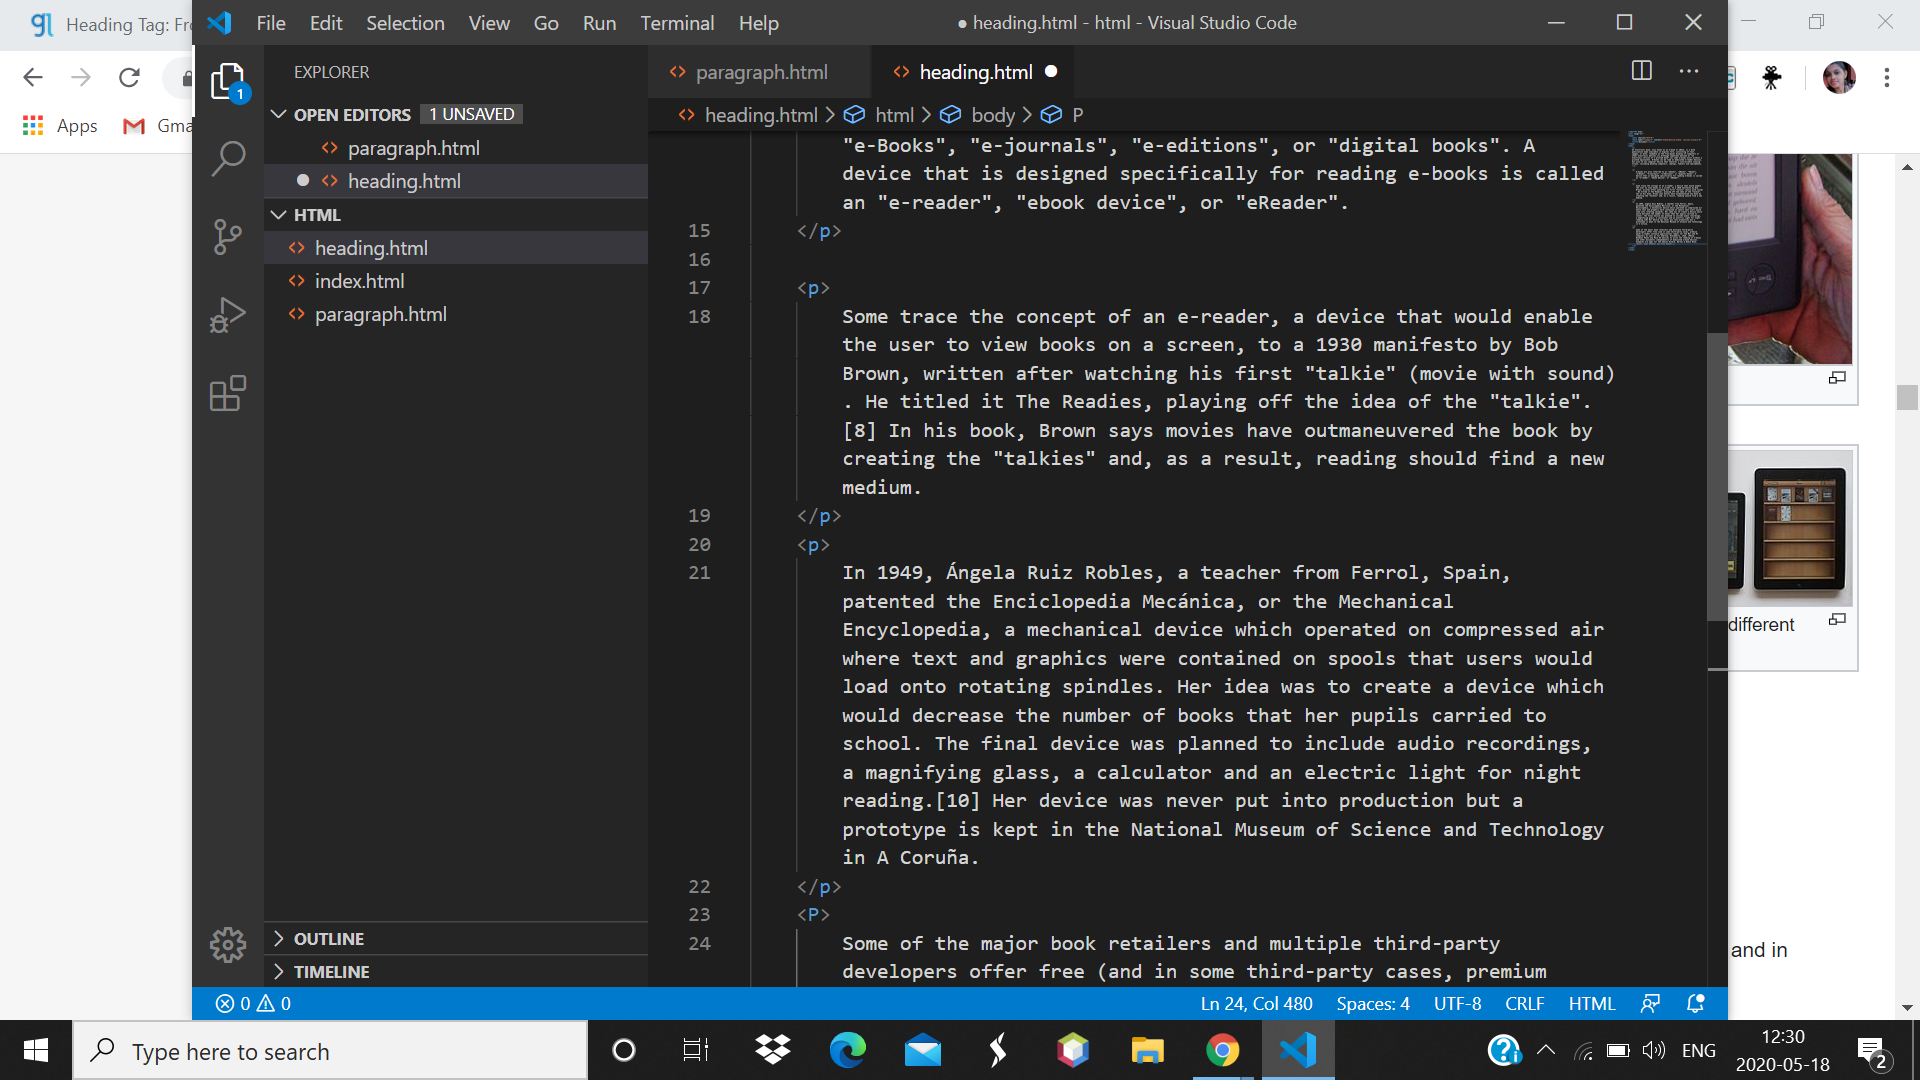 Heading Tag: Fr
File Edit Selection View Go Run Terminal Help
● heading.html - html - Visual Studio Code
Apps
EXPLORER
OPEN EDITORS 1 UNSAVED
paragraph.html
heading.html
HTML
heading.html
index.html
paragraph.html
OUTLINE
TIMELINE
1
paragraph.html
heading.html
heading.html > html > body > P
"e-Books", "e-journals", "e-editions", or "digital books". A
device that is designed specifically for reading e-books is called
an "e-reader", "ebook device", or "eReader".
15 </p>
16
17 <p>
18 Some trace the concept of an e-reader, a device that would enable
the user to view books on a screen, to a 1930 manifesto by Bob
Brown, written after watching his first "talkie" (movie with sound)
. He titled it The Readies, playing off the idea of the "talkie".
[8] In his book, Brown says movies have outmaneuvered the book by
creating the "talkies" and, as a result, reading should find a new
medium.
19 </p>
20 <p>
21 In 1949, Ángela Ruiz Robles, a teacher from Ferrol, Spain,
patented the Enciclopedia Mecánica, or the Mechanical
Encyclopedia, a mechanical device which operated on compressed air
where text and graphics were contained on spools that users would
load onto rotating spindles. Her idea was to create a device which
would decrease the number of books that her pupils carried to
school. The final device was planned to include audio recordings,
a magnifying glass, a calculator and an electric light for night
reading.[10] Her device was never put into production but a
prototype is kept in the National Museum of Science and Technology
in A Coruña.
22 </p>
23 <P>
24 Some of the major book retailers and multiple third-party
developers offer free (and in some third-party cases, premium
different
and in
0 0
Ln 24, Col 480 Spaces: 4 UTF-8 CRLF HTML
Type here to search
ENG
12:30
2020-05-18
2